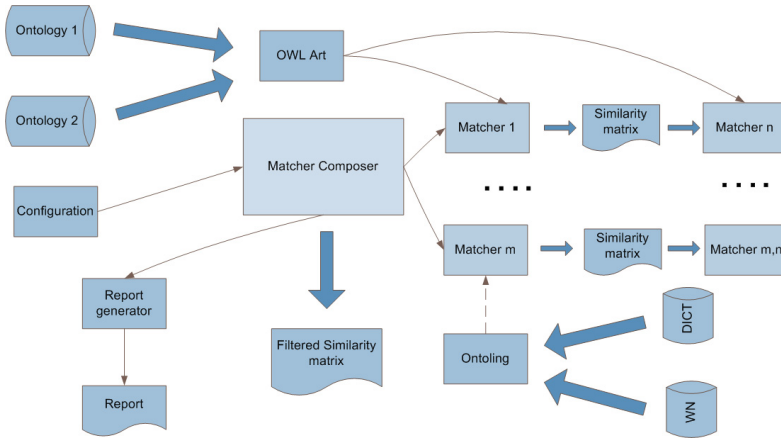 Ontology 1
OWL Art
Ontology 2
Matcher 1
Similarity
matrix
Matcher n
Matcher Composer
Configuration
. . . .
. . . .
Matcher m
Similarity
matrix
Matcher m,n
Report
generator
DICT
Filtered Similarity
matrix
Ontoling
Report
WN